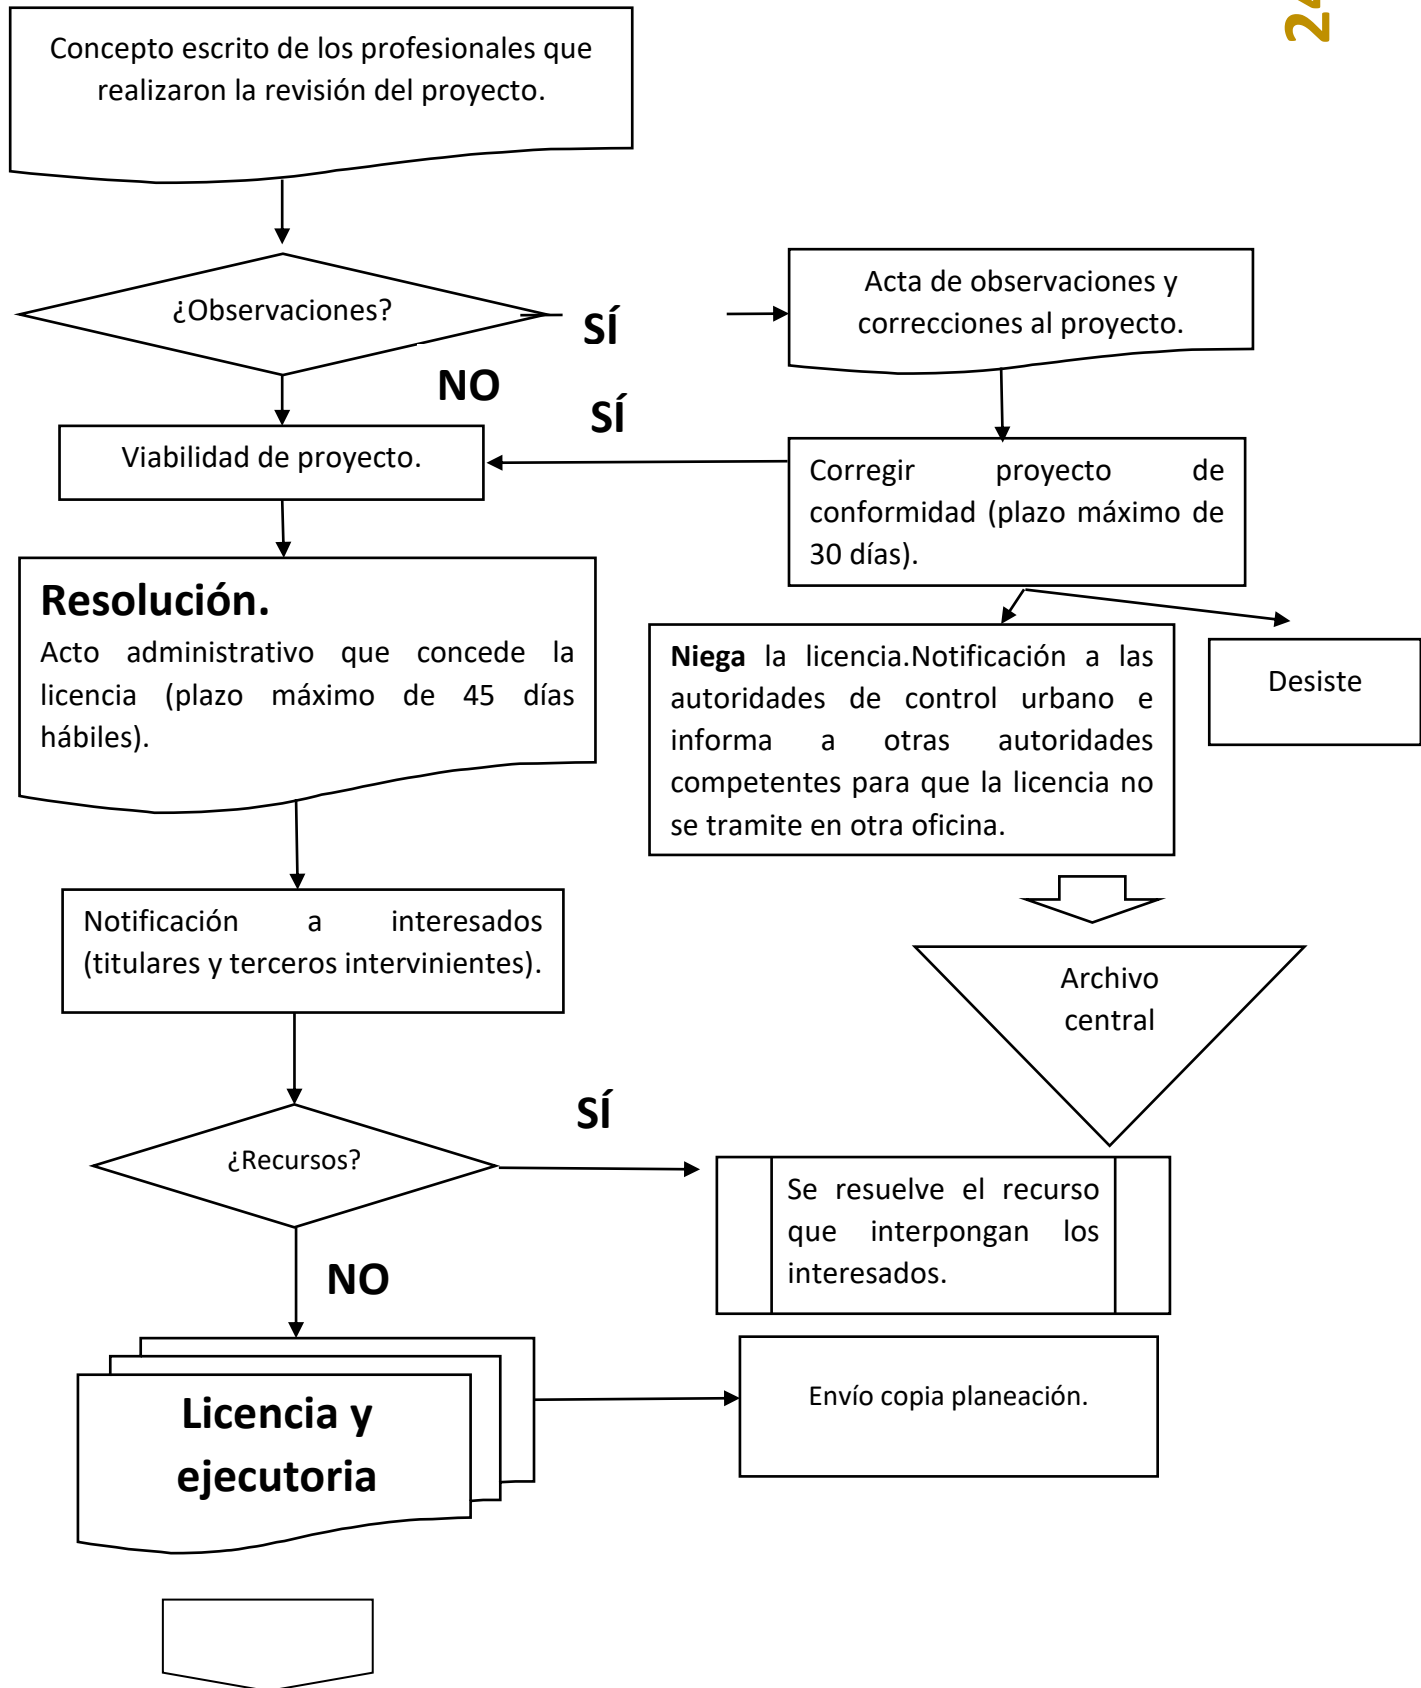 24
Concepto escrito de los profesionales que
realizaron la revisión del proyecto.
¿Observaciones?
SÍ
Acta de observaciones y
correcciones al proyecto.
NO
SÍ
Viabilidad de proyecto.
Corregir proyecto de
conformidad (plazo máximo de
30 días).
Resolución.
Acto administrativo que concede la
licencia (plazo máximo de 45 días
hábiles).
Niega la licencia.Notificación a las
autoridades de control urbano e
informa a otras autoridades
competentes para que la licencia no
se tramite en otra oficina.
Desiste
Notificación a interesados
(titulares y terceros intervinientes).
Archivo
central
¿Recursos?
SÍ
Se resuelve el recurso
que interpongan los
interesados.
NO
Licencia y
ejecutoria
Envío copia planeación.